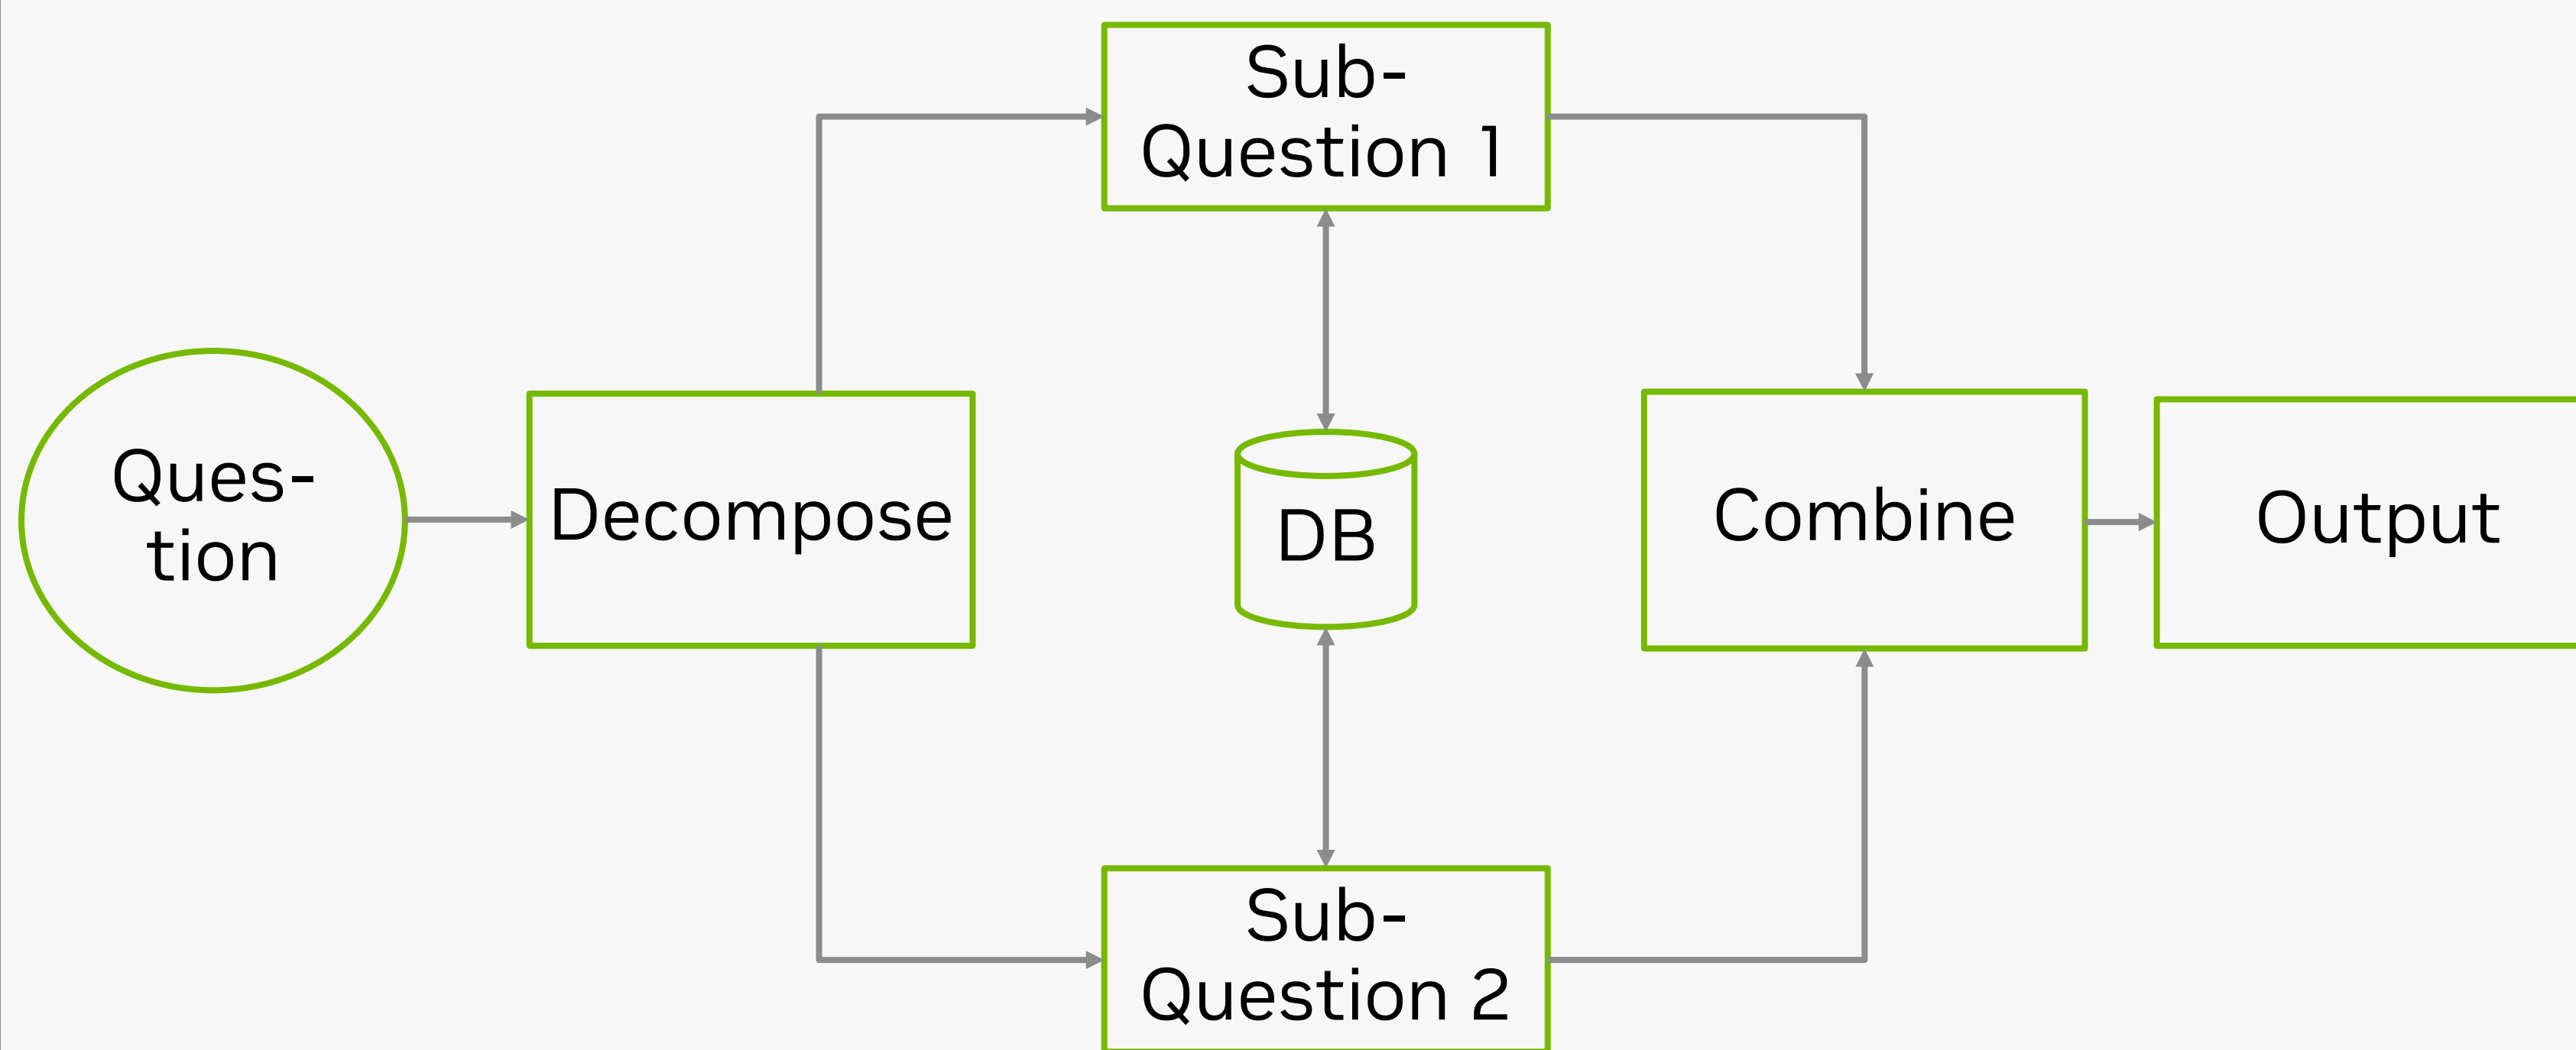 Sub-
Question 1
Ques-
tion
Decompose
DB
Combine
Output
Sub-
Question 2